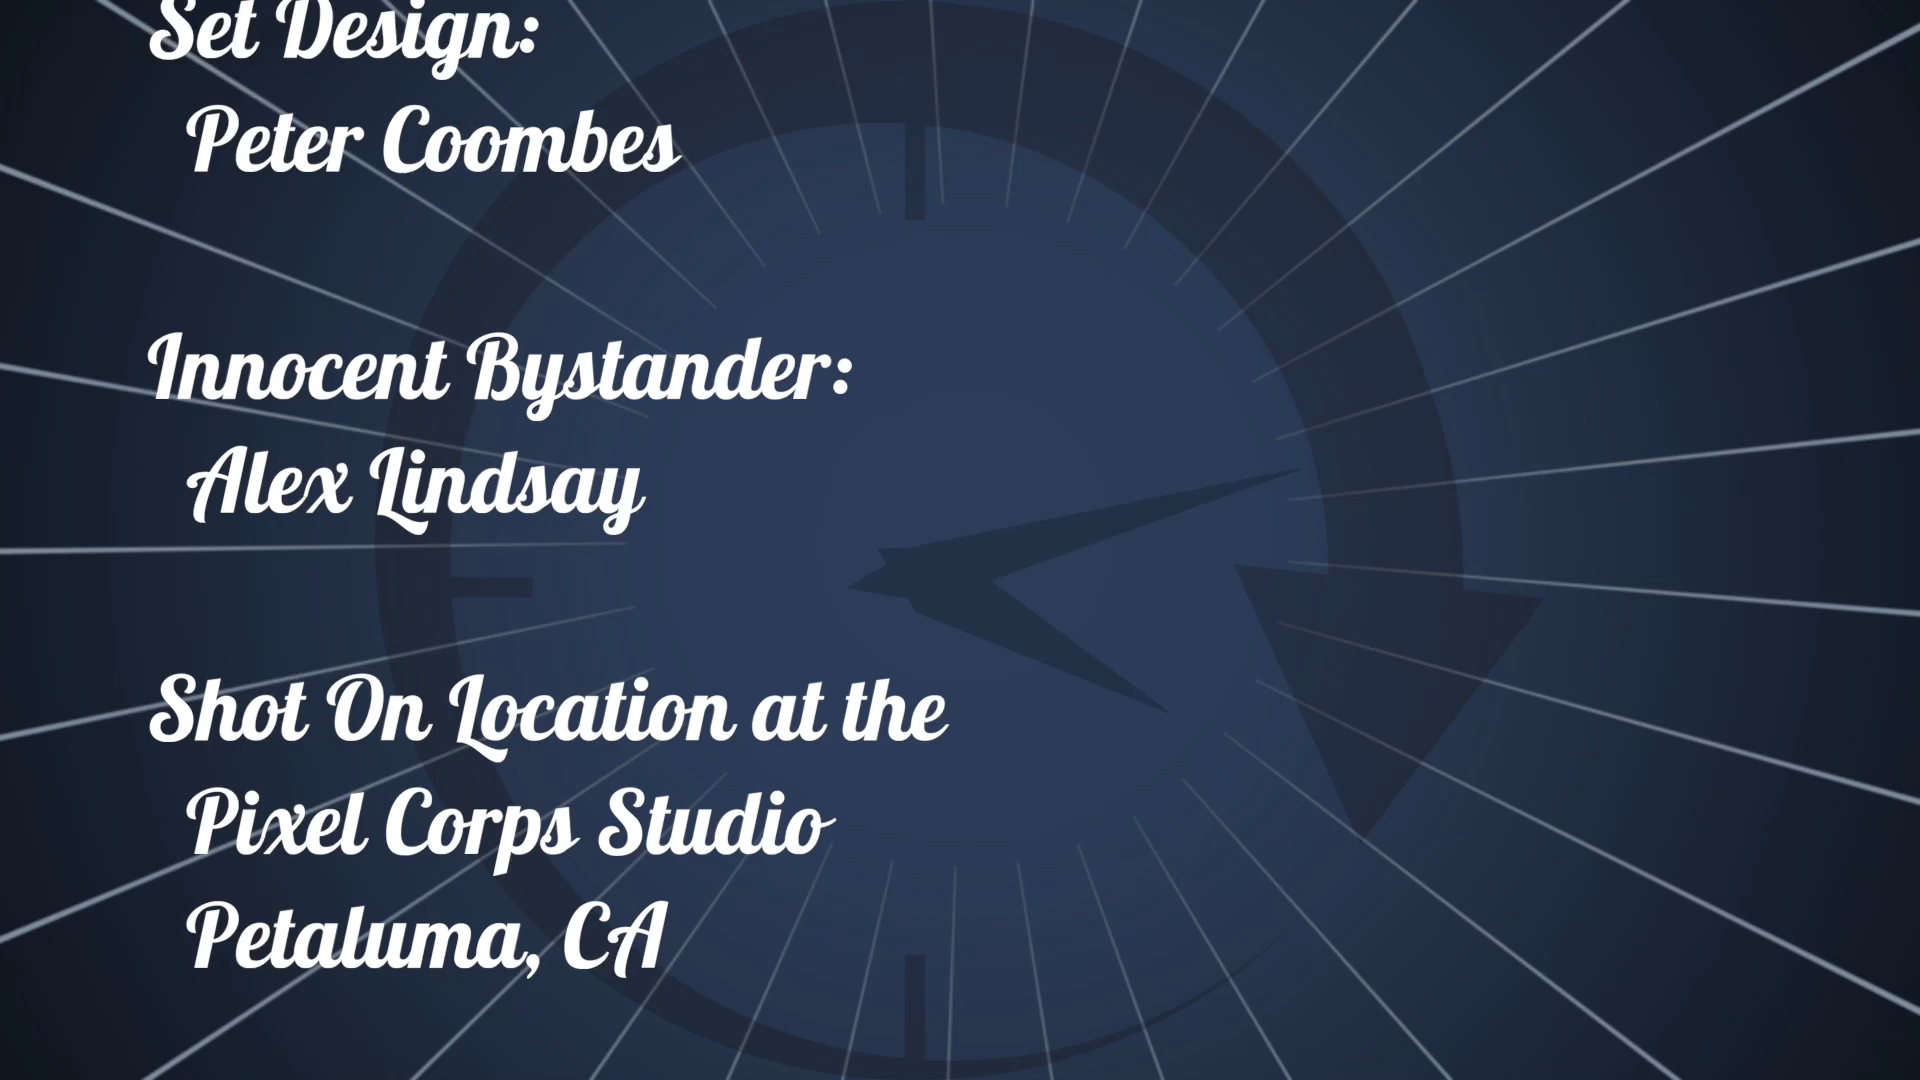 Set Design:
Peter Coombes
Innocent Bystander:
Alex Lindsay
Shot On Location at the
Pixel Corps Studio
Petaluma, CA